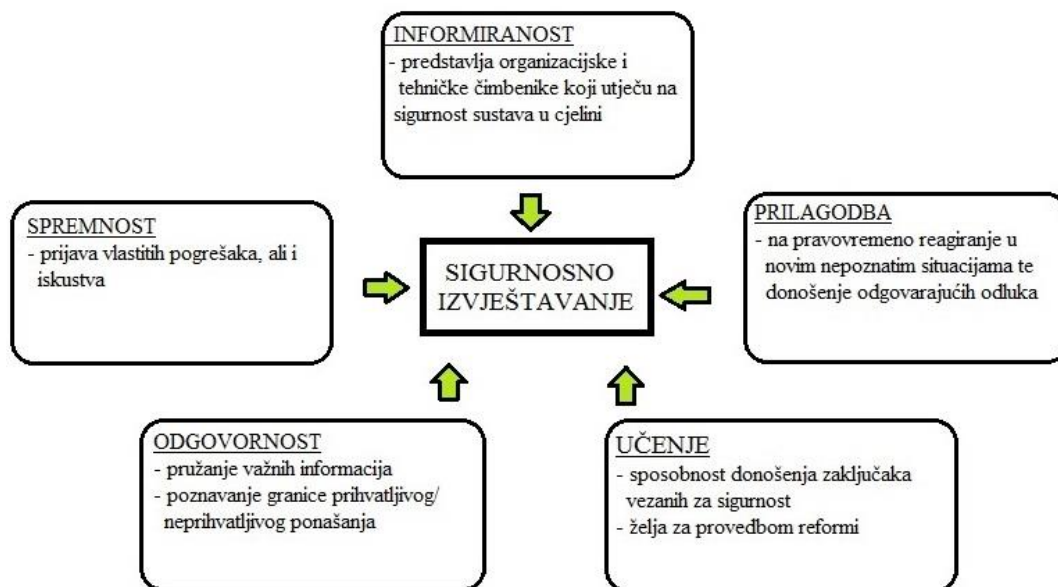 INFORMIRANOST
- predstavlja organizacijske i
tehničke čimbenike koji utječu na
sigurnost sustava u cjelini
SPREMNOST
- prijava vlastitih pogrešaka, ali i
iskustva
SIGURNOSNO
IZVJEŠTAVANJE
PRILAGODBA
- na pravovremeno reagiranje u
novim nepoznatim situacijama te
donošenje odgovarajućih odluka
ODGOVORNOST
- pružanje važnih informacija
- poznavanje granice prihvatljivog/
neprihvatljivog ponašanja
UČENJE
- sposobnost donošenja zaključaka
vezanih za sigurnost
- želja za provedbom reformi